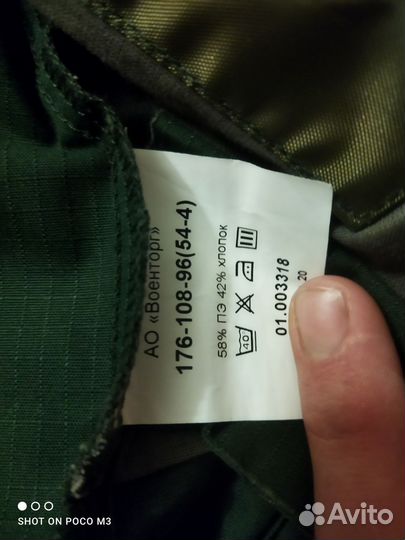 АО «Военторг»
176-108-96(54-4)
58% ПЭ 42% хлопок
40
01.003318
20
SHOT ON POCO M3
Avito